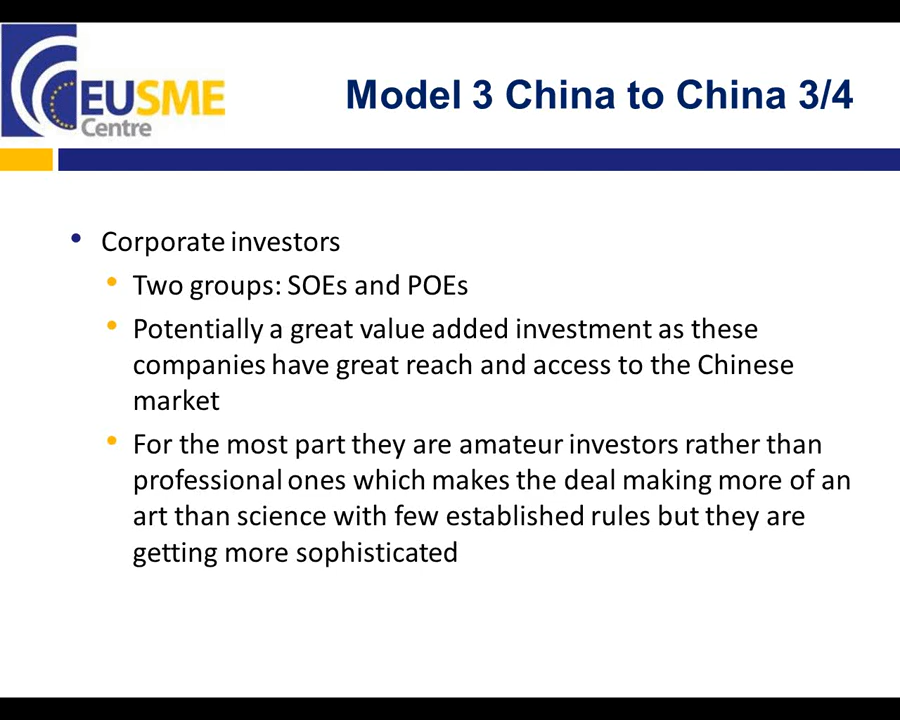 EUSME
Centre
Model 3 China to China 3/4
• Corporate investors
• Two groups: SOEs and POEs
• Potentially a great value added investment as these
companies have great reach and access to the Chinese
market
• For the most part they are amateur investors rather than
professional ones which makes the deal making more of an
art than science with few established rules but they are
getting more sophisticated